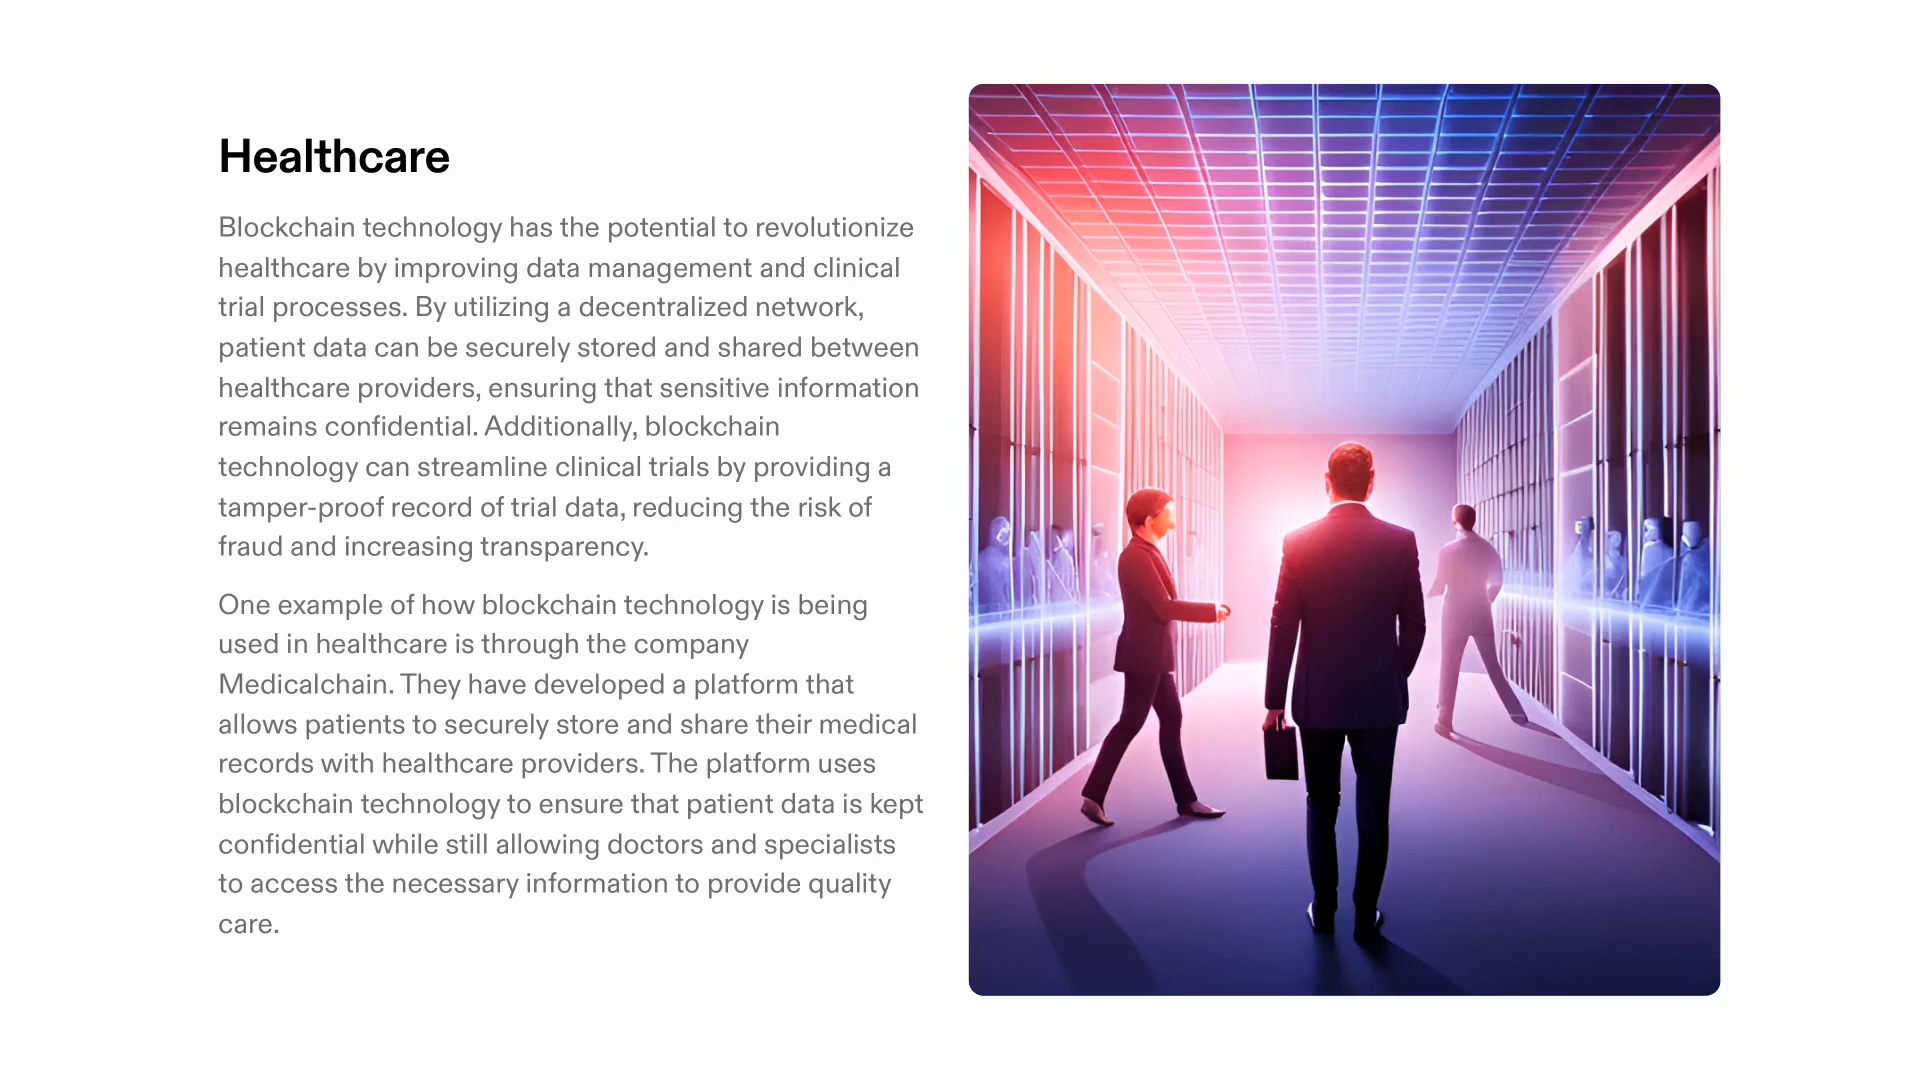 Healthcare
Blockchain technology has the potential to revolutionize
healthcare by improving data management and clinical
trial processes. By utilizing a decentralized network,
patient data can be securely stored and shared between
healthcare providers, ensuring that sensitive information
remains confidential. Additionally, blockchain
technology can streamline clinical trials by providing a
tamper-proof record of trial data, reducing the risk of
fraud and increasing transparency.
One example of how blockchain technology is being
used in healthcare is through the company
Medicalchain. They have developed a platform that
allows patients to securely store and share their medical
records with healthcare providers. The platform uses
blockchain technology to ensure that patient data is kept
confidential while still allowing doctors and specialists
to access the necessary information to provide quality
care.